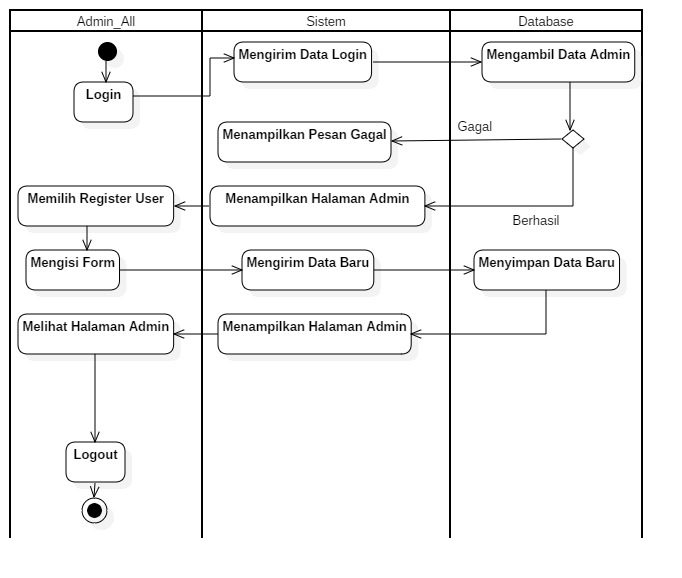 Admin_All
Sistem
Database
Login
Mengirim Data Login
Mengambil Data Admin
Menampilkan Pesan Gagal
Gagal
Memilih Register User
Menampilkan Halaman Admin
Berhasil
Mengisi Form
Mengirim Data Baru
Menyimpan Data Baru
Melihat Halaman Admin
Menampilkan Halaman Admin
Logout